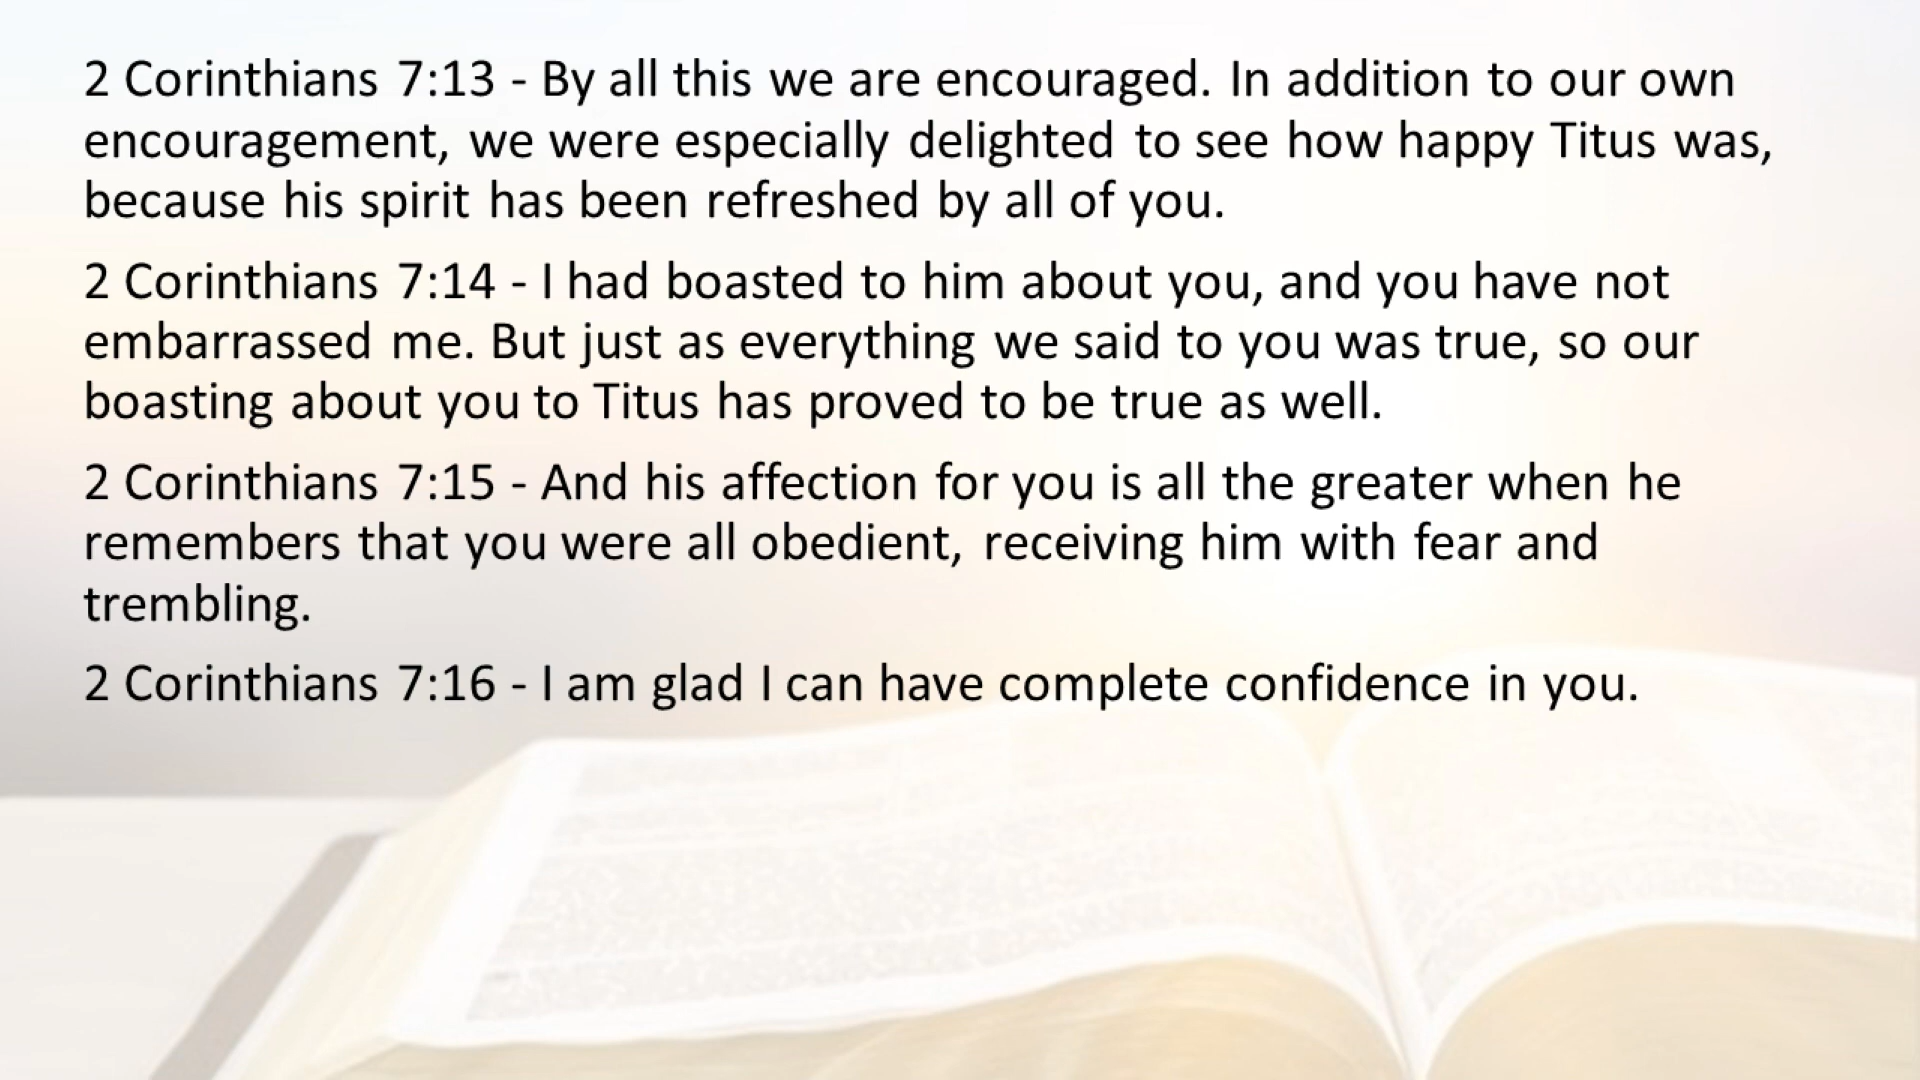 2 Corinthians 7:13 - By all this we are encouraged. In addition to our own
encouragement, we were especially delighted to see how happy Titus was,
because his spirit has been refreshed by all of you.
2 Corinthians 7:14 - I had boasted to him about you, and you have not
embarrassed me. But just as everything we said to you was true, so our
boasting about you to Titus has proved to be true as well.
2 Corinthians 7:15 - And his affection for you is all the greater when he
remembers that you were all obedient, receiving him with fear and
trembling.
2 Corinthians 7:16 - I am glad I can have complete confidence in you.